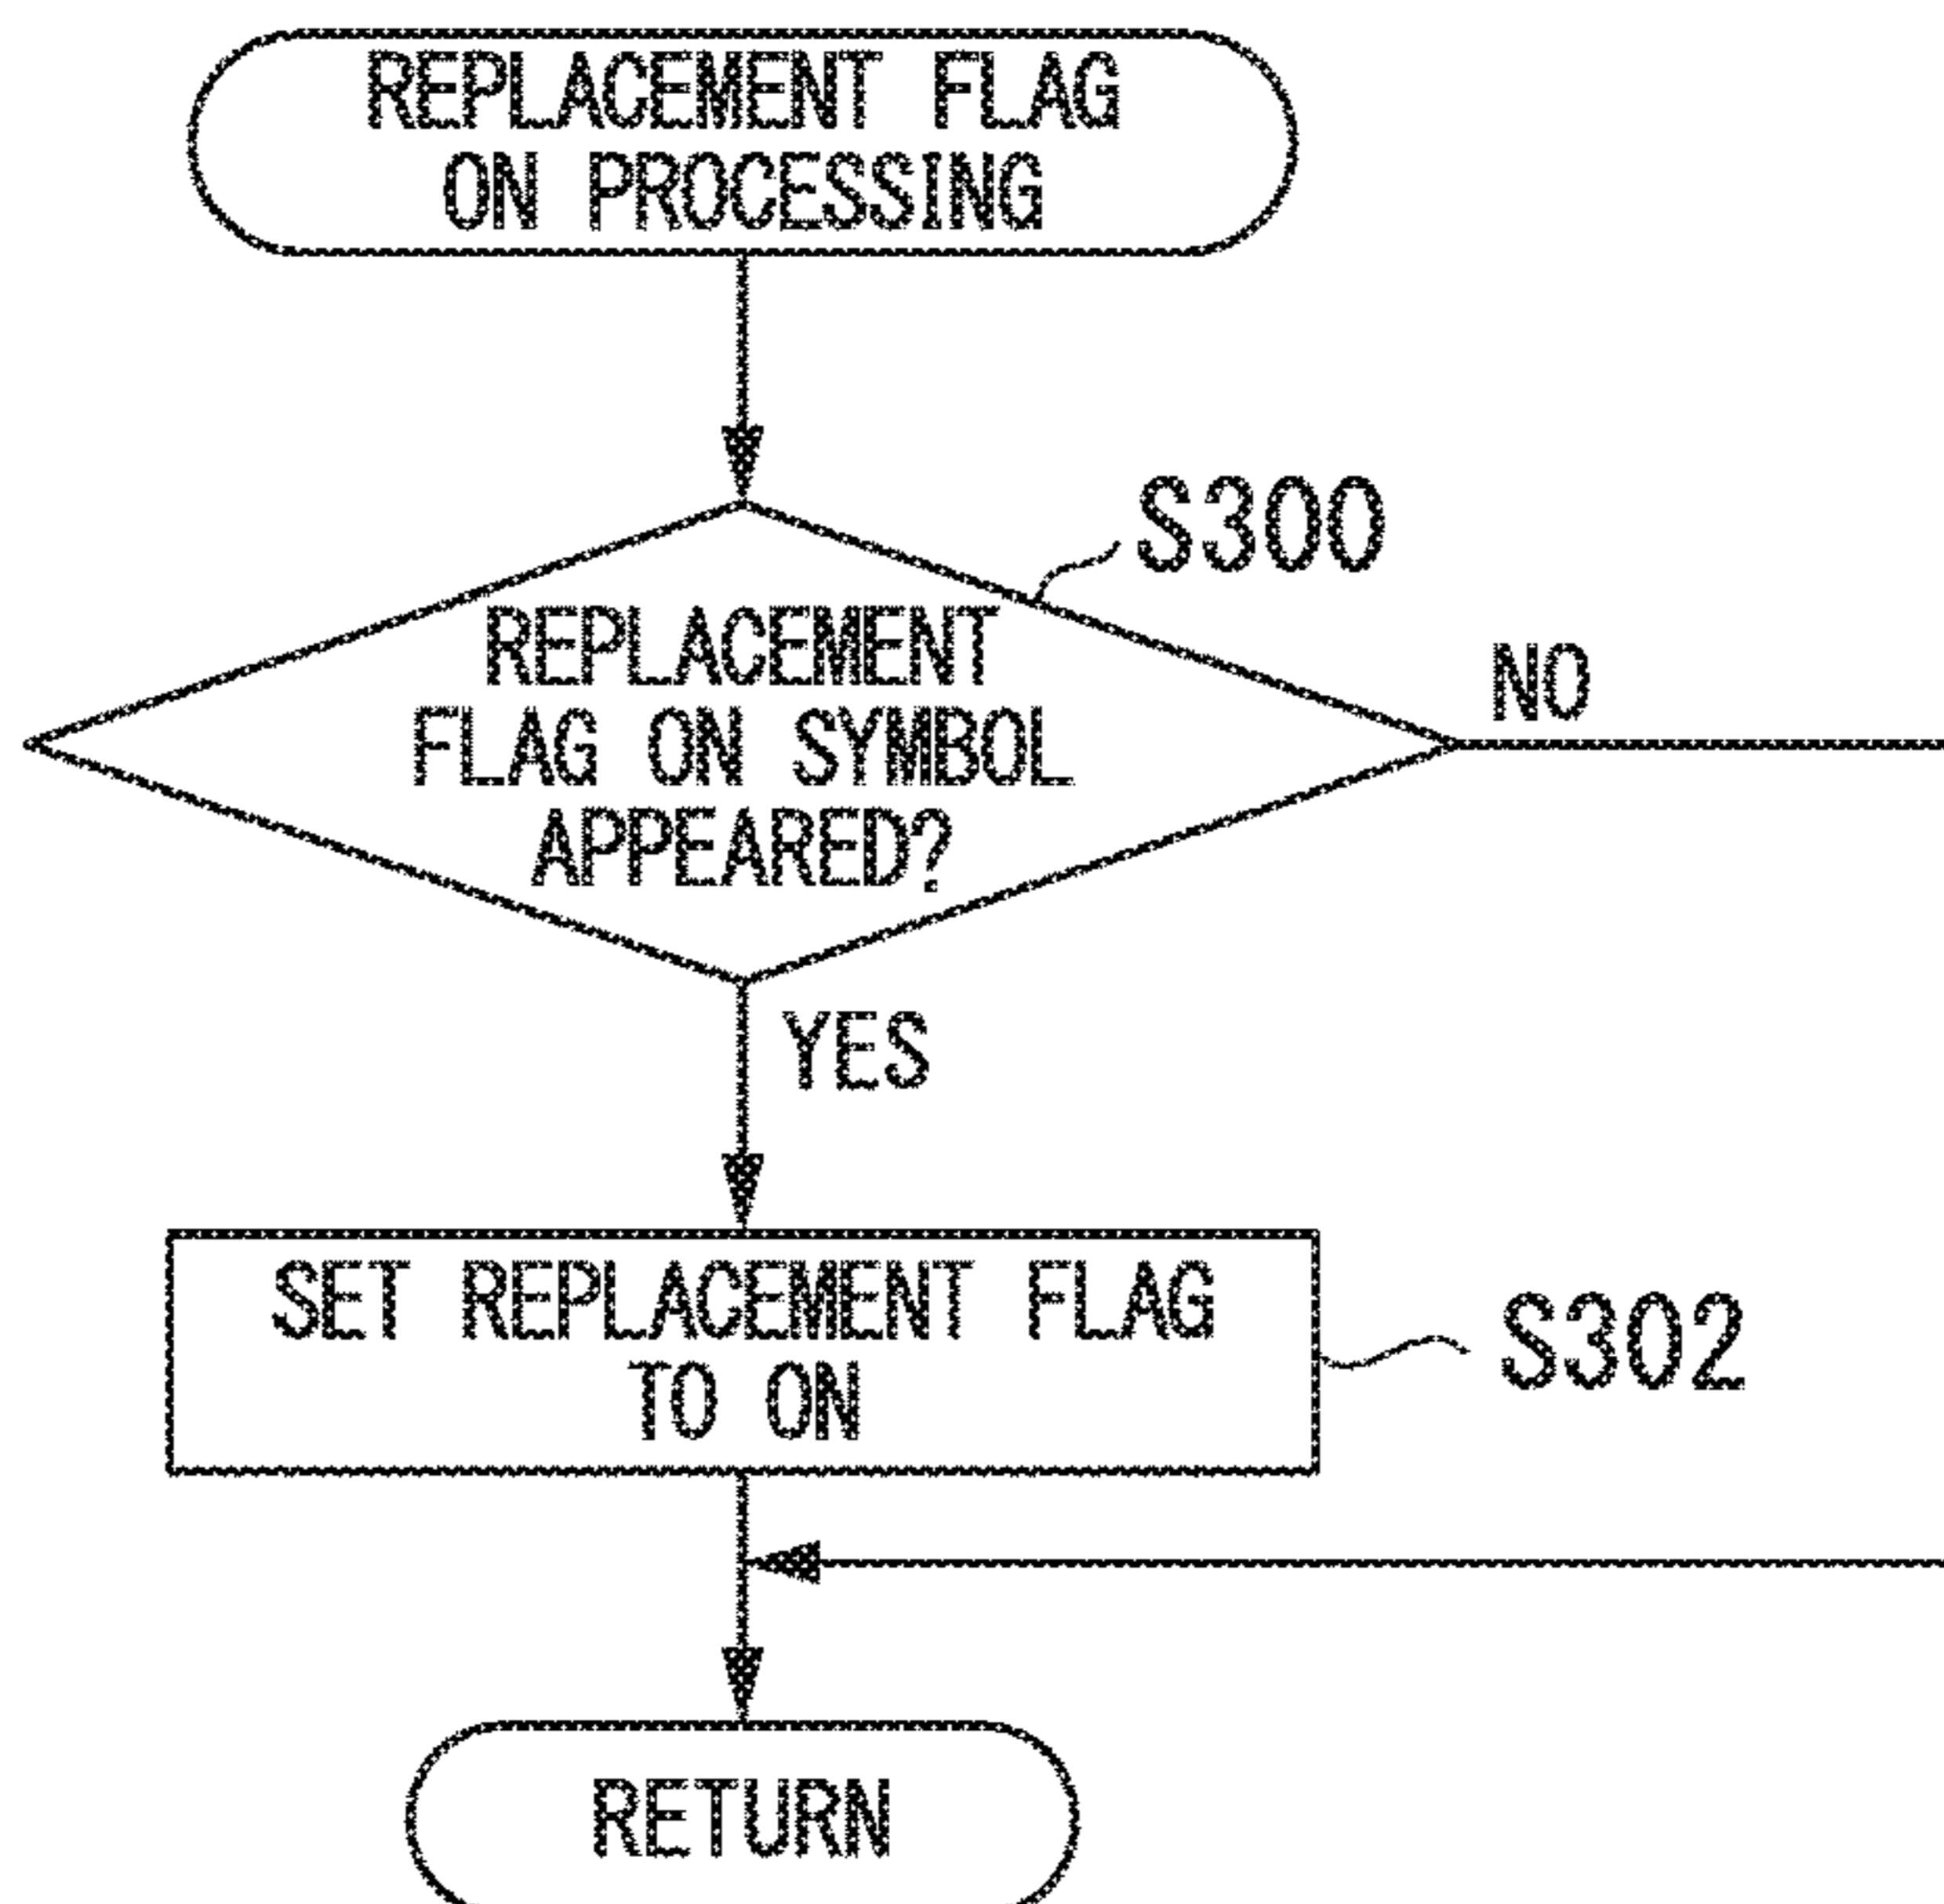 REPLACEMENT FLAG
ON PROCESSING
S300
REPLACEMENT
FLAG ON SYMBOL
APPEARED?
NO
YES
SET REPLACEMENT FLAG
TO ON
S302
RETURN